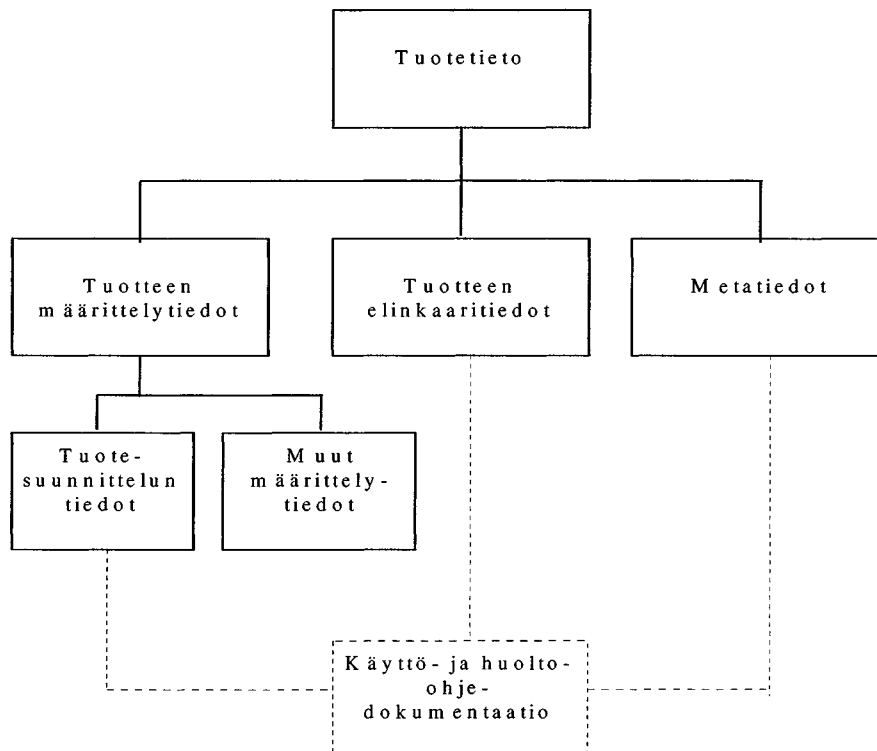 Tuotetieto
Tuotteen
määrittelytiedot
Tuotteen
elinkaaritiedot
Metatiedot
Tuote-
suunnittelun
tiedot
Muut
määrittely-
tiedot
Käyttö- ja huolto-
ohje-
dokumentaatio